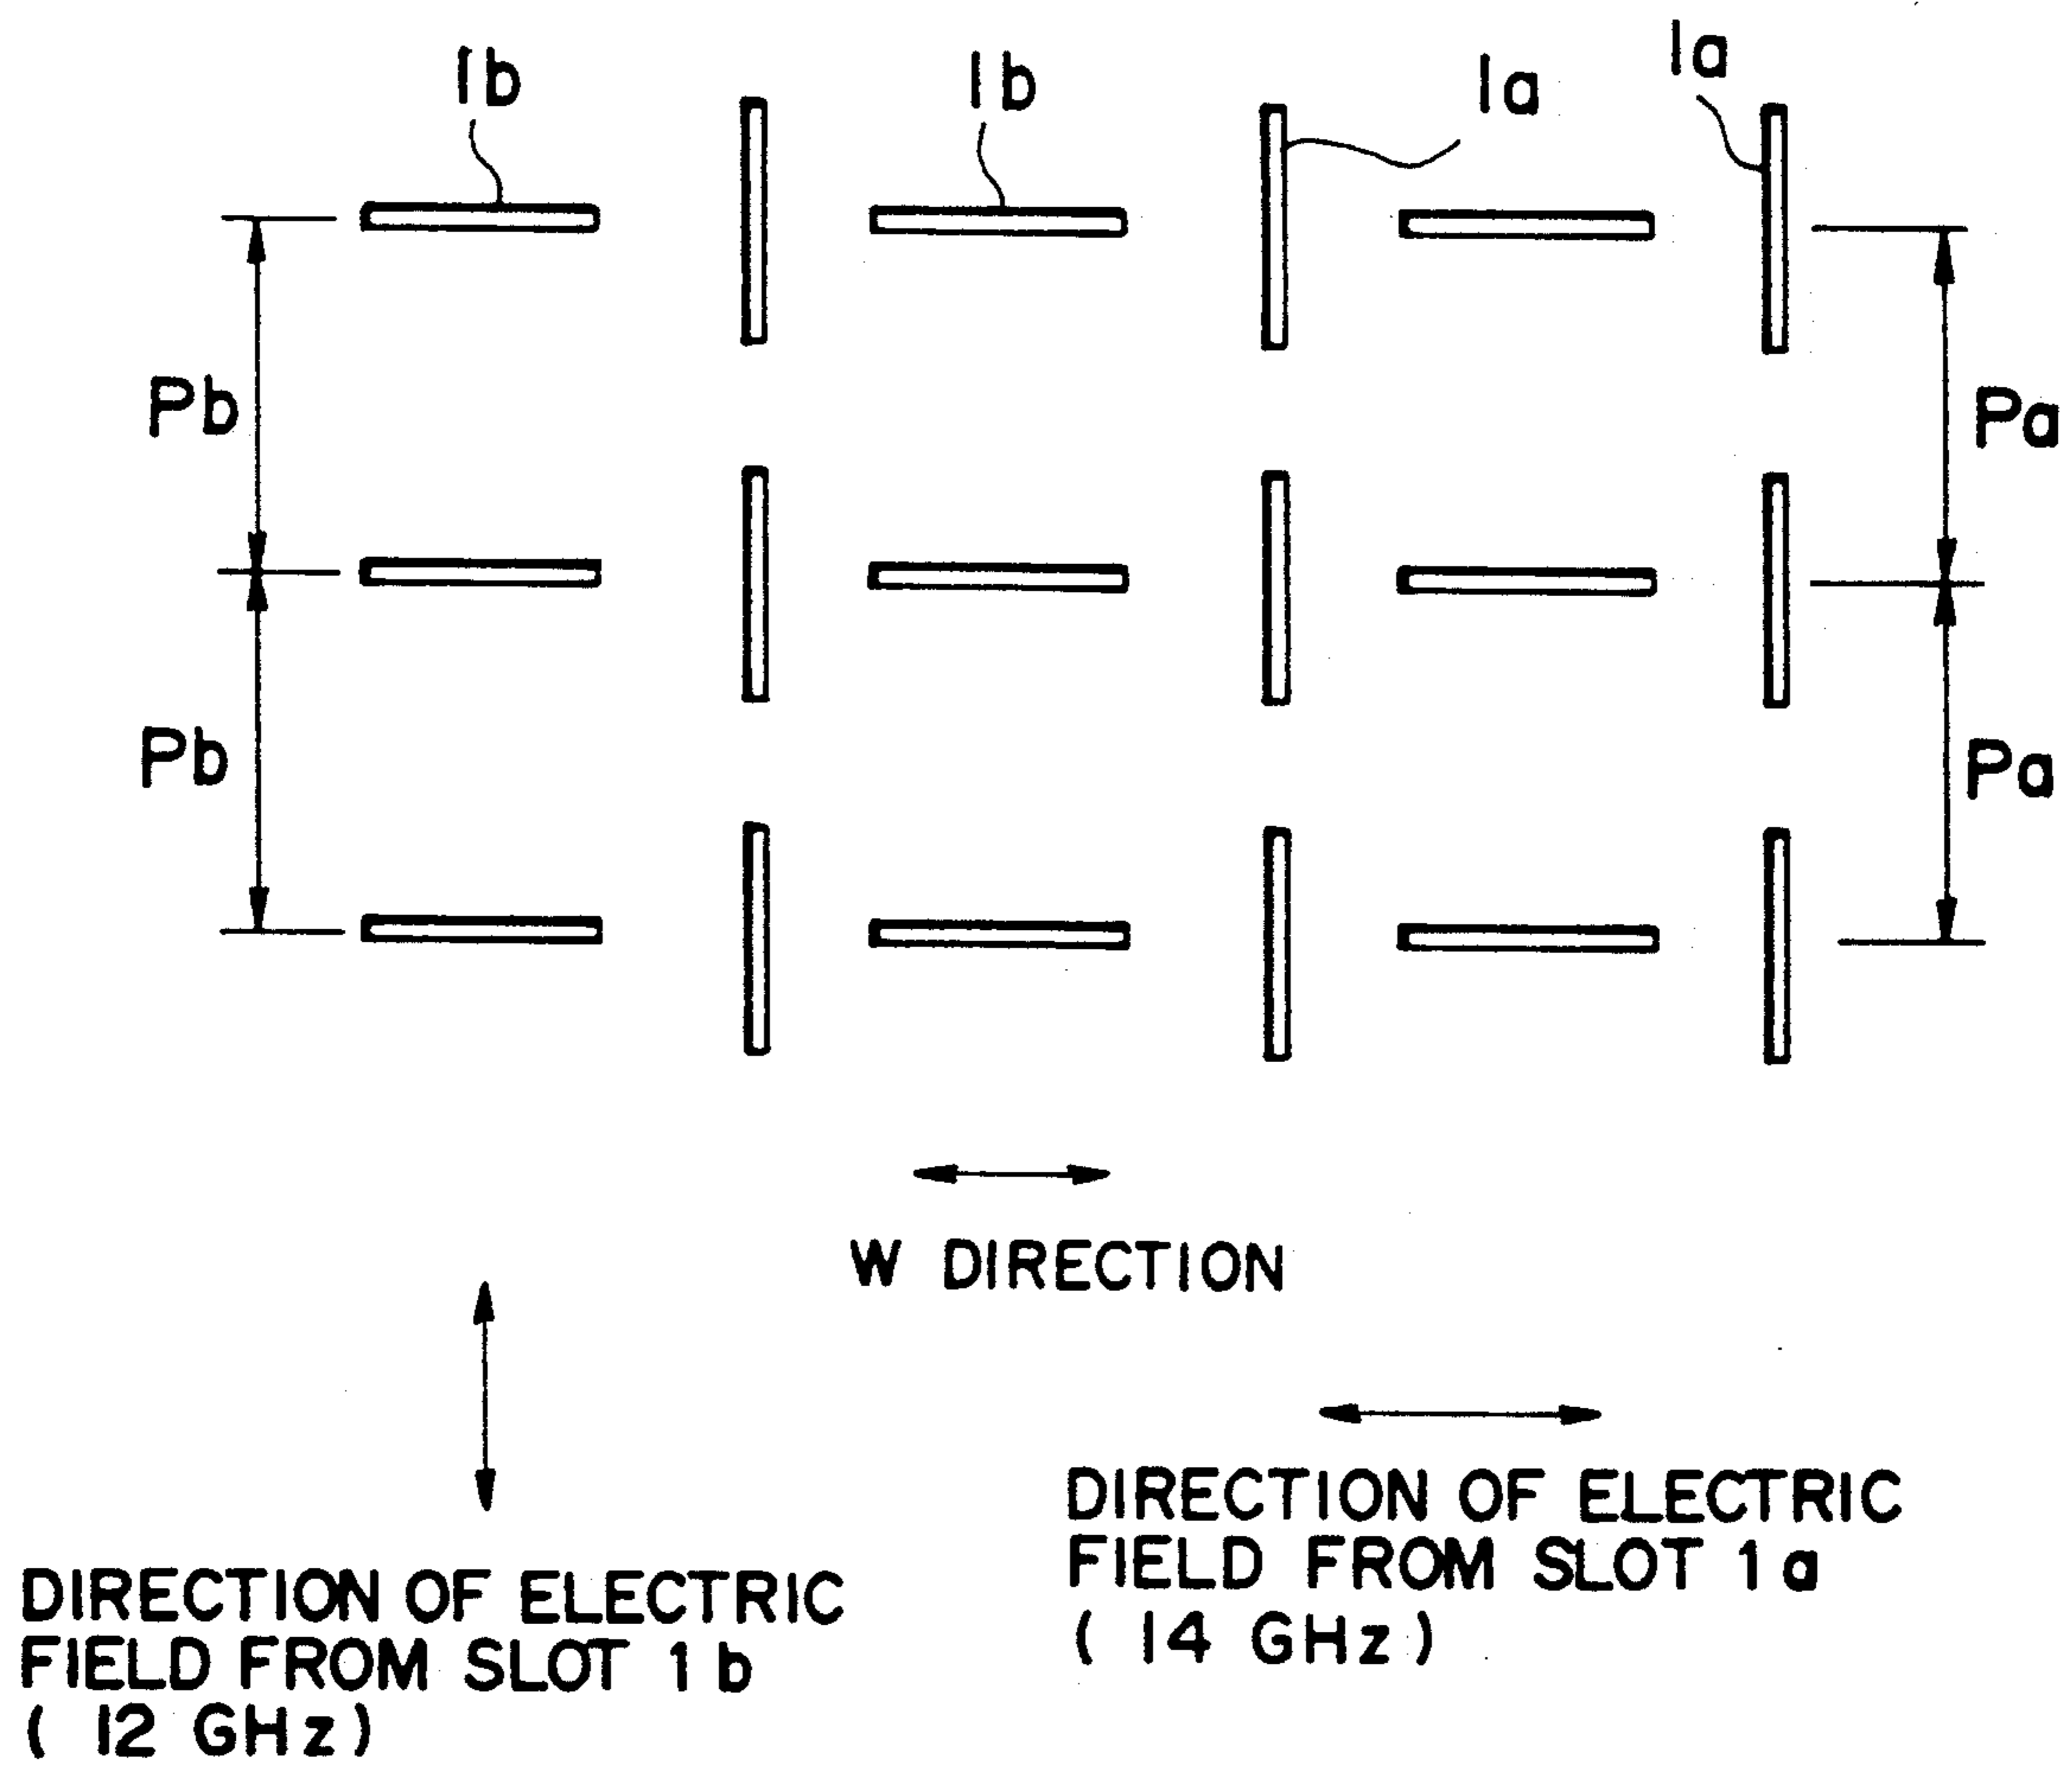 1b
1b
1a
1a
Pb
Pa
Pb
Pa
W DIRECTION
DIRECTION OF ELECTRIC
FIELD FROM SLOT 1b
( 12 GHz )
DIRECTION OF ELECTRIC
FIELD FROM SLOT 1a
( 14 GHz )